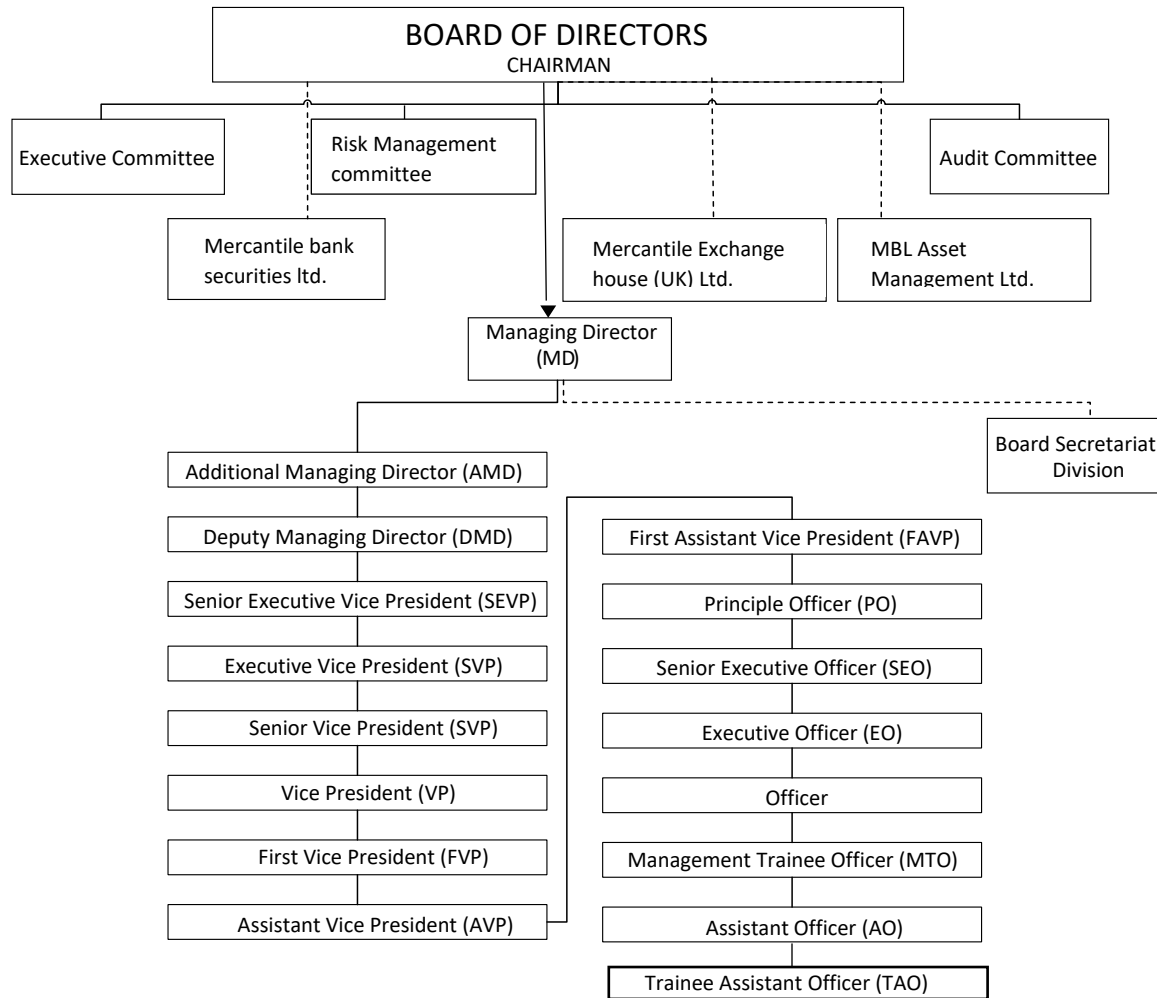 BOARD OF DIRECTORS
CHAIRMAN
Executive Committee
Risk Management
committee
Audit Committee
Mercantile bank
securities ltd.
Mercantile Exchange
house (UK) Ltd.
MBL Asset
Management Ltd.
Managing Director
(MD)
Board Secretariat
Division
Additional Managing Director (AMD)
Deputy Managing Director (DMD)
Senior Executive Vice President (SEVP)
Executive Vice President (SVP)
Senior Vice President (SVP)
Vice President (VP)
First Vice President (FVP)
Assistant Vice President (AVP)
First Assistant Vice President (FAVP)
Principle Officer (PO)
Senior Executive Officer (SEO)
Executive Officer (EO)
Officer
Management Trainee Officer (MTO)
Assistant Officer (AO)
Trainee Assistant Officer (TAO)